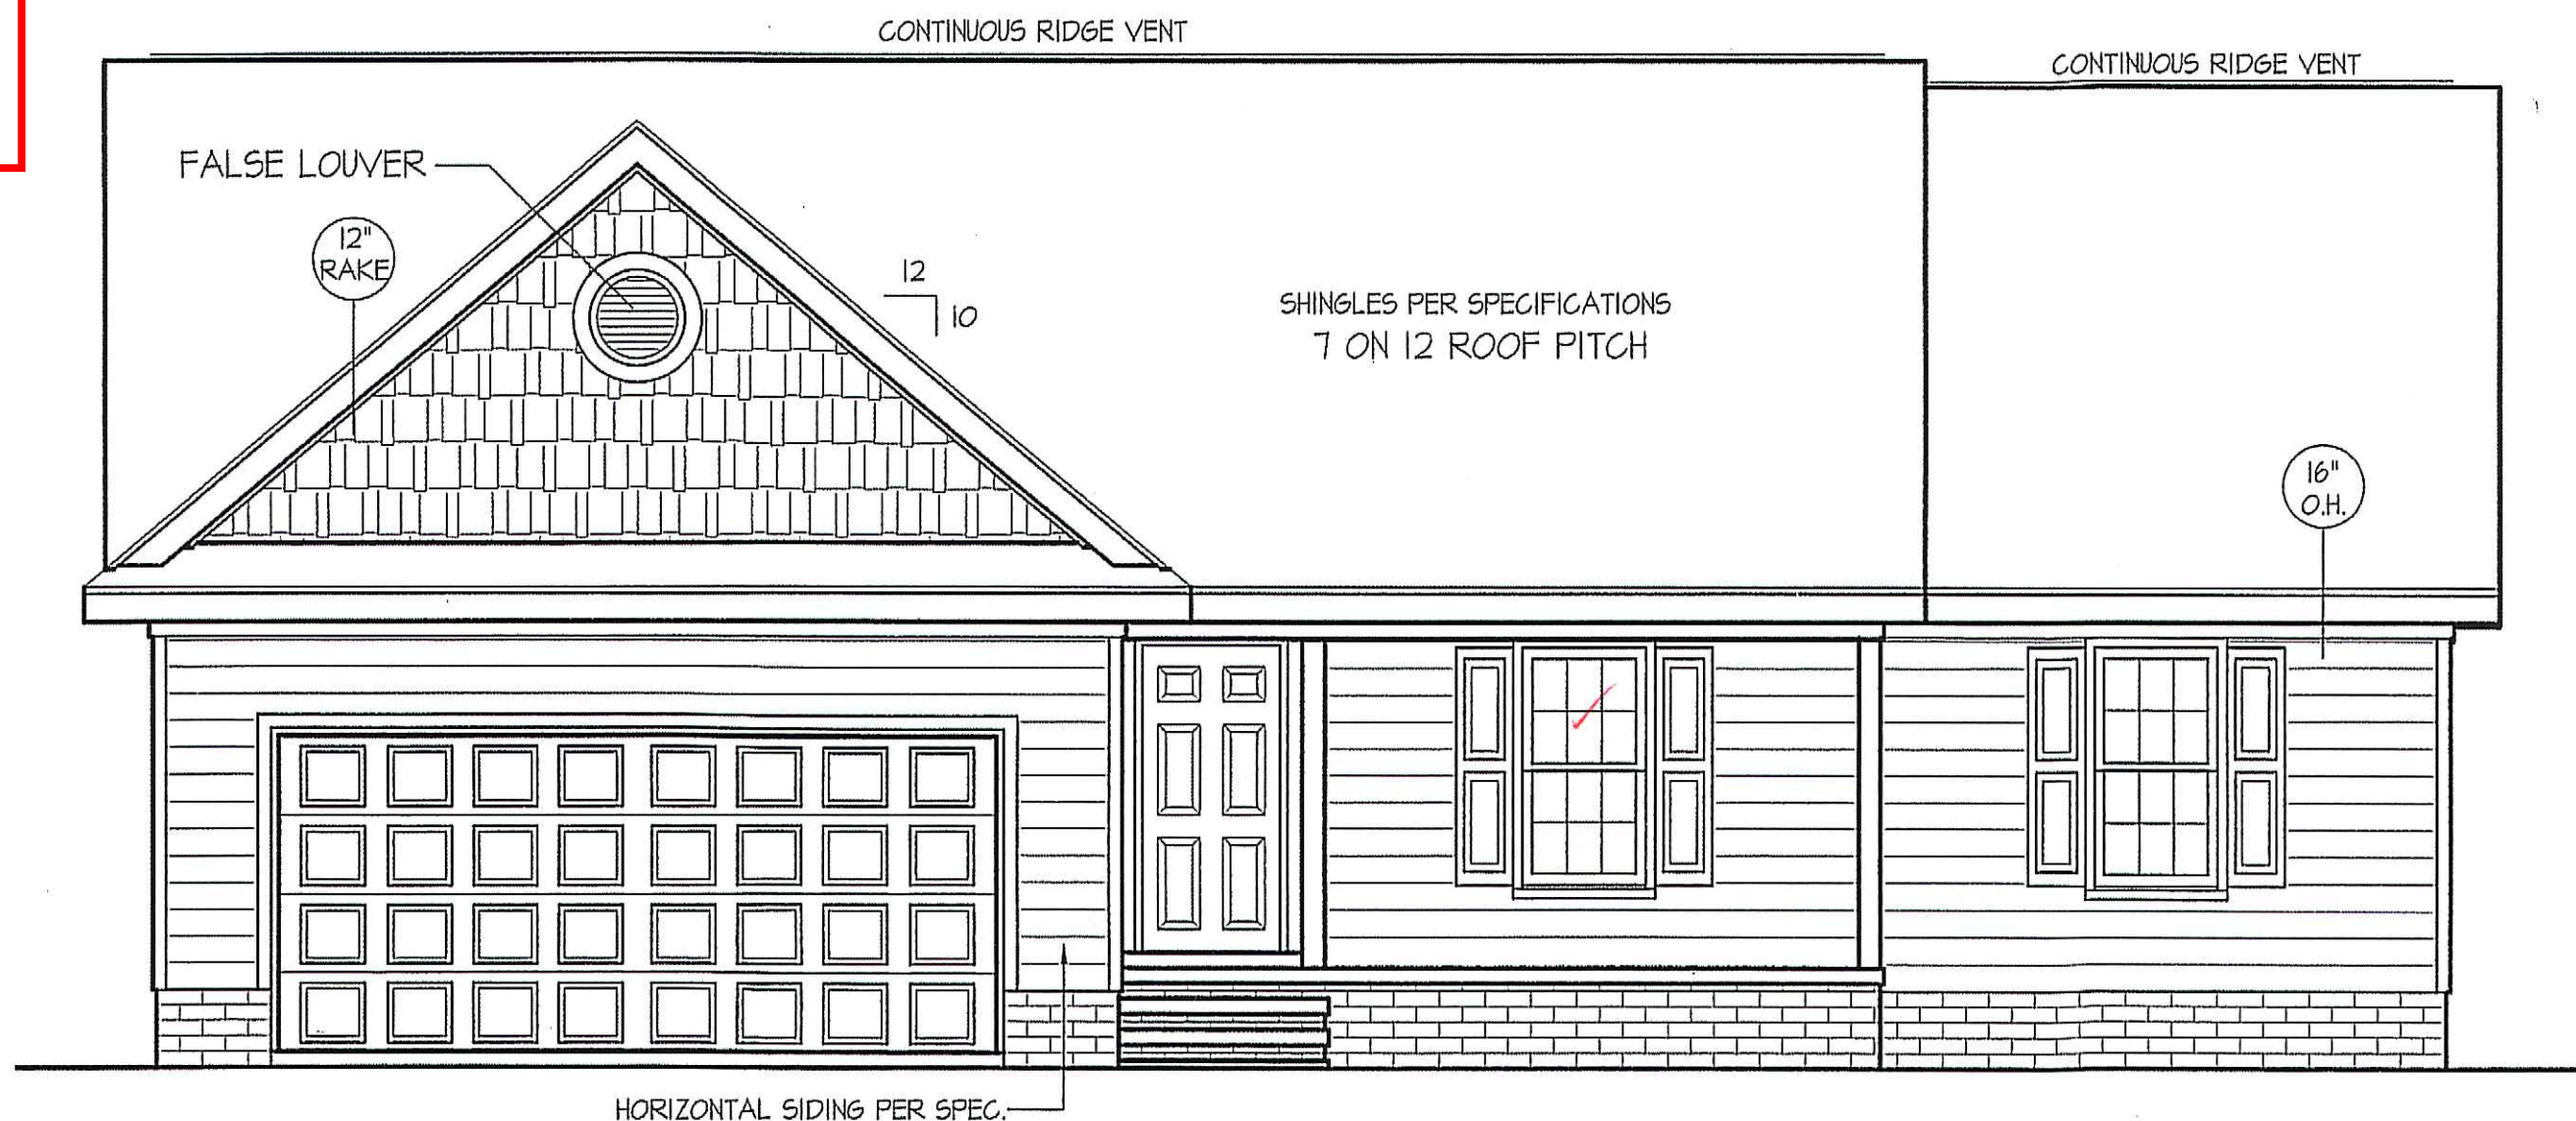 CONTINUOUS RIDGE VENT
CONTINUOUS RIDGE VENT
FALSE LOUVER
12"
RAKE
12
10
SHINGLES PER SPECIFICATIONS
7 ON 12 ROOF PITCH
16"
O.H.
HORIZONTAL SIDING PER SPEC.